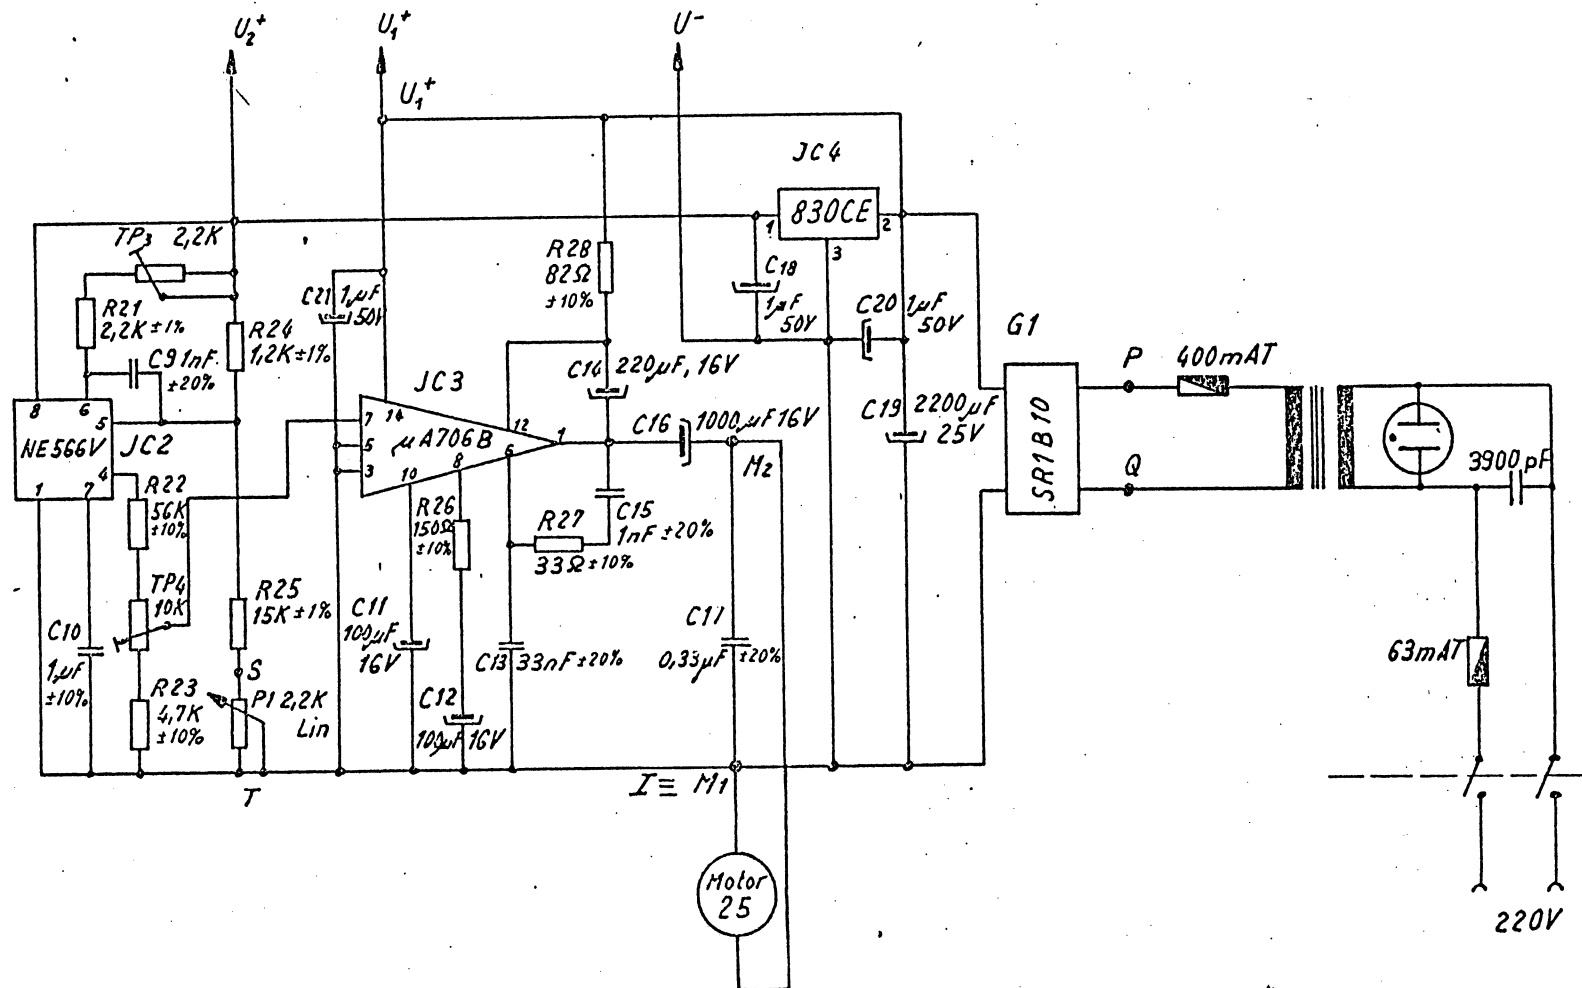 U2+
U1+
U-
U1+
JC4
830CE
1
2
3
TP3 2,2K
R28
82Ω
±10%
C18
1µF
50V
C20 1µF
50V
C21 1µF
50V
R21
2,2K ±1%
R24
1,2K ±1%
C9 1nF
±20%
G1
SR1B10
P
400mAT
Q
C14 220µF, 16V
JC3
µA706B
7
14
5
3
10
8
6
12
1
8
6
5
NE566V
JC2
4
1
7
C16 1000µF 16V
M2
C19 2200µF
25V
3900pF
R22
56K
±10%
R26
150Ω
±10%
R27
33Ω ±10%
C15
1nF ±20%
TP4
10K
R25
15K ±1%
C10
1µF
±10%
C11
100µF
16V
C13 33nF ±20%
C17
0,33µF ±20%
63mAT
S
R23
4,7K
±10%
P1 2,2K
Lin
C12
100µF 16V
T
I ≡ M1
Motor
25
220V